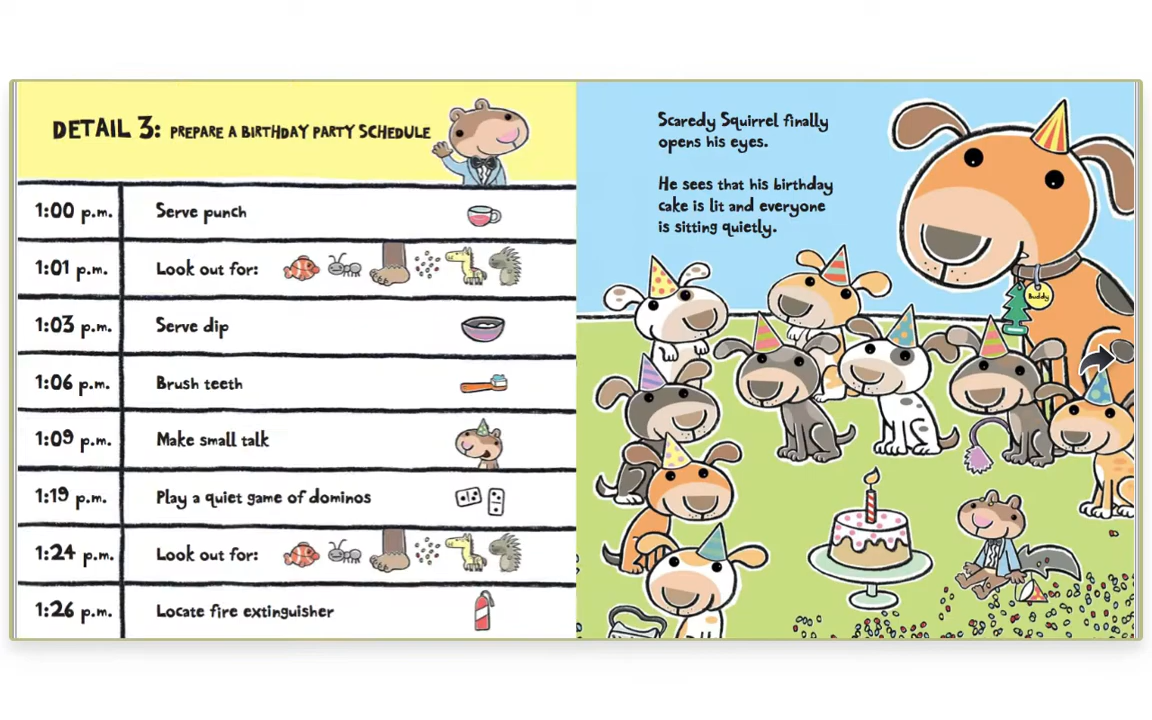 DETAIL 3: PREPARE A BIRTHDAY PARTY SCHEDULE
1:00 p.m. Serve punch
1:01 p.m. Look out for:
1:03 p.m. Serve dip
1:06 p.m. Brush teeth
1:09 p.m. Make small talk
1:19 p.m. Play a quiet game of dominos
1:24 p.m. Look out for:
1:26 p.m. Locate fire extinguisher
Scaredy Squirrel finally
opens his eyes.
He sees that his birthday
cake is lit and everyone
is sitting quietly.
Buddy